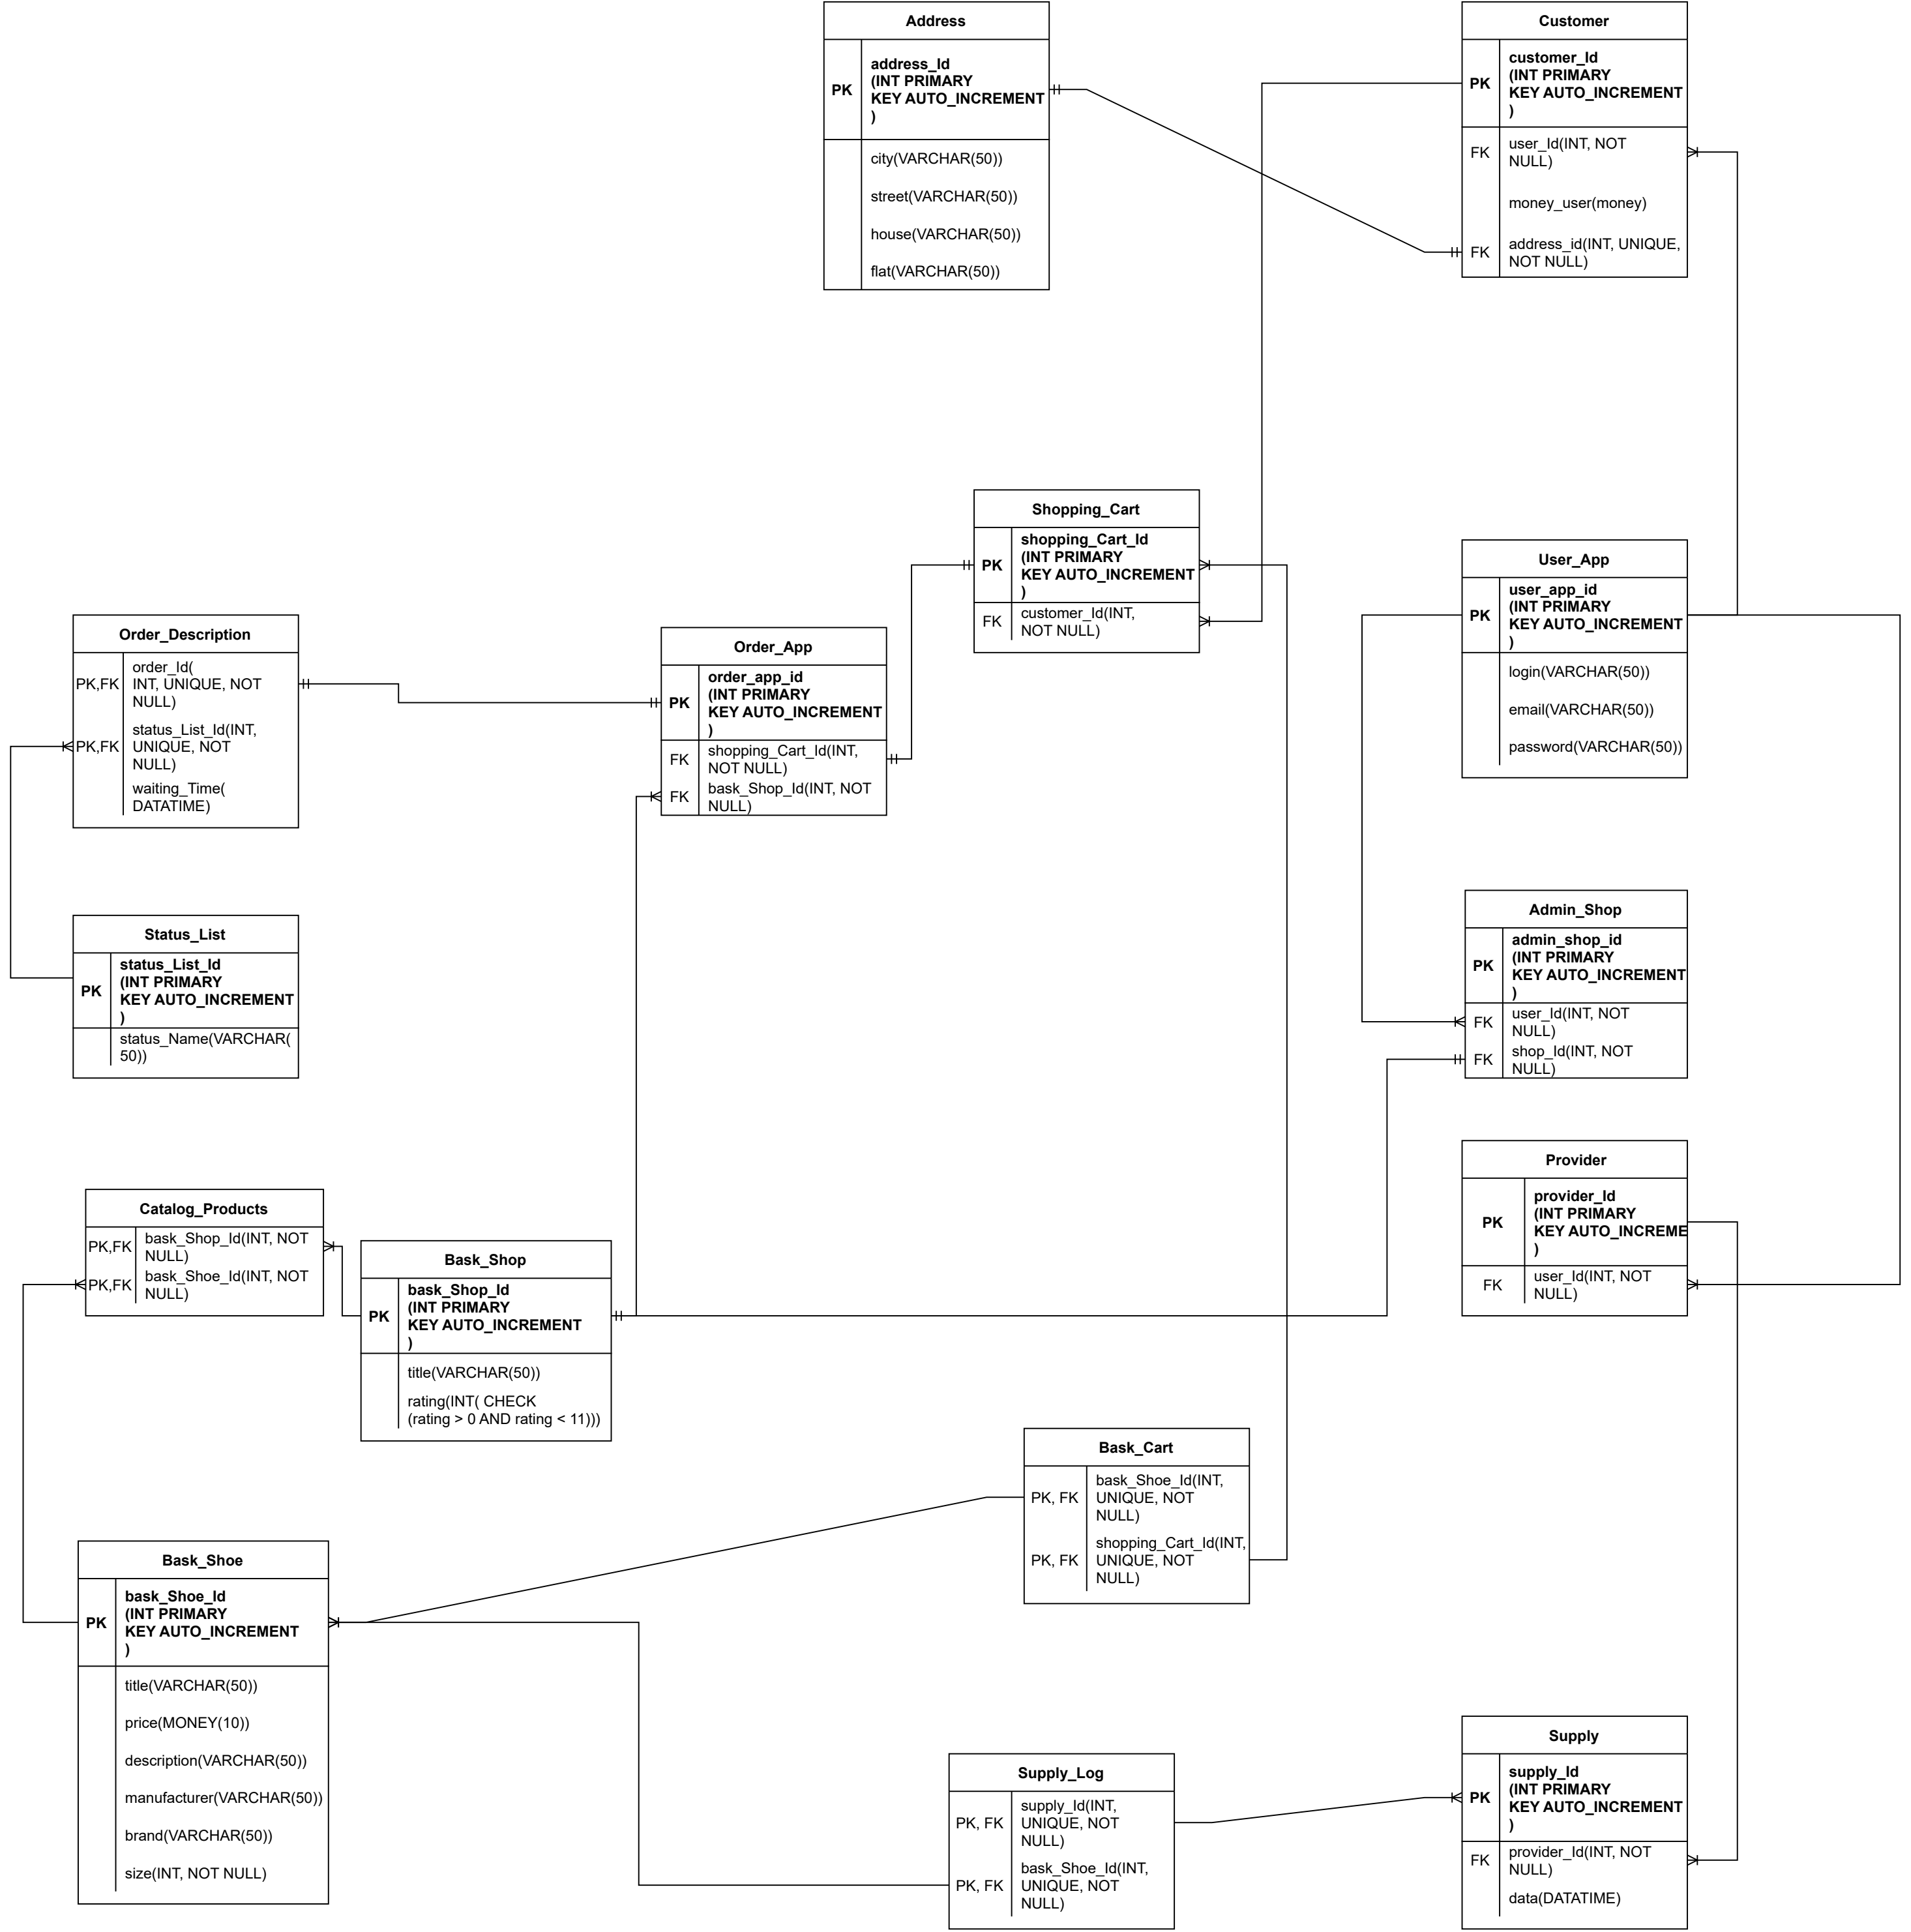 Address
PK
address_Id
(INT PRIMARY
KEY AUTO_INCREMENT
)
city(VARCHAR(50))
street(VARCHAR(50))
house(VARCHAR(50))
flat(VARCHAR(50))
Customer
PK
customer_Id
(INT PRIMARY
KEY AUTO_INCREMENT
)
FK
user_Id(INT, NOT
NULL)
money_user(money)
FK
address_id(INT, UNIQUE,
NOT NULL)
Shopping_Cart
PK
shopping_Cart_Id
(INT PRIMARY
KEY AUTO_INCREMENT
)
FK
customer_Id(INT,
NOT NULL)
User_App
PK
user_app_id
(INT PRIMARY
KEY AUTO_INCREMENT
)
login(VARCHAR(50))
email(VARCHAR(50))
password(VARCHAR(50))
Order_Description
PK,FK
order_Id(
INT, UNIQUE, NOT
NULL)
PK,FK
status_List_Id(INT,
UNIQUE, NOT
NULL)
waiting_Time(
DATATIME)
Order_App
PK
order_app_id
(INT PRIMARY
KEY AUTO_INCREMENT
)
FK
shopping_Cart_Id(INT,
NOT NULL)
FK
bask_Shop_Id(INT, NOT
NULL)
Status_List
PK
status_List_Id
(INT PRIMARY
KEY AUTO_INCREMENT
)
status_Name(VARCHAR(
50))
Admin_Shop
PK
admin_shop_id
(INT PRIMARY
KEY AUTO_INCREMENT
)
FK
user_Id(INT, NOT
NULL)
FK
shop_Id(INT, NOT
NULL)
Provider
PK
provider_Id
(INT PRIMARY
KEY AUTO_INCREME
)
FK
user_Id(INT, NOT
NULL)
Catalog_Products
PK,FK
bask_Shop_Id(INT, NOT
NULL)
PK,FK
bask_Shoe_Id(INT, NOT
NULL)
Bask_Shop
PK
bask_Shop_Id
(INT PRIMARY
KEY AUTO_INCREMENT
)
title(VARCHAR(50))
rating(INT( CHECK
(rating > 0 AND rating < 11)))
Bask_Cart
PK, FK
bask_Shoe_Id(INT,
UNIQUE, NOT
NULL)
PK, FK
shopping_Cart_Id(INT,
UNIQUE, NOT
NULL)
Bask_Shoe
PK
bask_Shoe_Id
(INT PRIMARY
KEY AUTO_INCREMENT
)
title(VARCHAR(50))
price(MONEY(10))
description(VARCHAR(50))
manufacturer(VARCHAR(50))
brand(VARCHAR(50))
size(INT, NOT NULL)
Supply_Log
PK, FK
supply_Id(INT,
UNIQUE, NOT
NULL)
PK, FK
bask_Shoe_Id(INT,
UNIQUE, NOT
NULL)
Supply
PK
supply_Id
(INT PRIMARY
KEY AUTO_INCREMENT
)
FK
provider_Id(INT, NOT
NULL)
data(DATATIME)